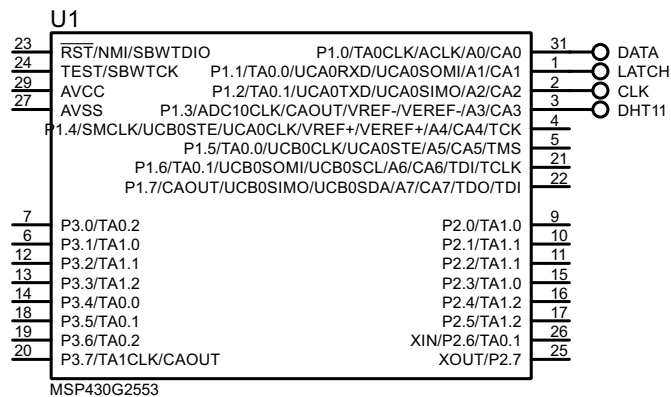 U1
23 RST/NMI/SBWTDIO P1.0/TA0CLK/ACLK/A0/CA0 31 DATA
24 TEST/SBWTCK P1.1/TA0.0/UCA0RXD/UCA0SOMI/A1/CA1 1 LATCH
29 AVCC P1.2/TA0.1/UCA0TXD/UCA0SIMO/A2/CA2 2 CLK
27 AVSS P1.3/ADC10CLK/CAOUT/VREF-/VEREF-/A3/CA3 3 DHT11
P1.4/SMCLK/UCB0STE/UCA0CLK/VREF+/VEREF+/A4/CA4/TCK 4
P1.5/TA0.0/UCB0CLK/UCA0STE/A5/CA5/TMS 5
P1.6/TA0.1/UCB0SOMI/UCB0SCL/A6/CA6/TDI/TCLK 21
P1.7/CAOUT/UCB0SIMO/UCB0SDA/A7/CA7/TDO/TDI 22
7 P3.0/TA0.2 P2.0/TA1.0 9
6 P3.1/TA1.0 P2.1/TA1.1 10
12 P3.2/TA1.1 P2.2/TA1.1 11
13 P3.3/TA1.2 P2.3/TA1.0 15
14 P3.4/TA0.0 P2.4/TA1.2 16
18 P3.5/TA0.1 P2.5/TA1.2 17
19 P3.6/TA0.2 XIN/P2.6/TA0.1 26
20 P3.7/TA1CLK/CAOUT XOUT/P2.7 25
MSP430G2553